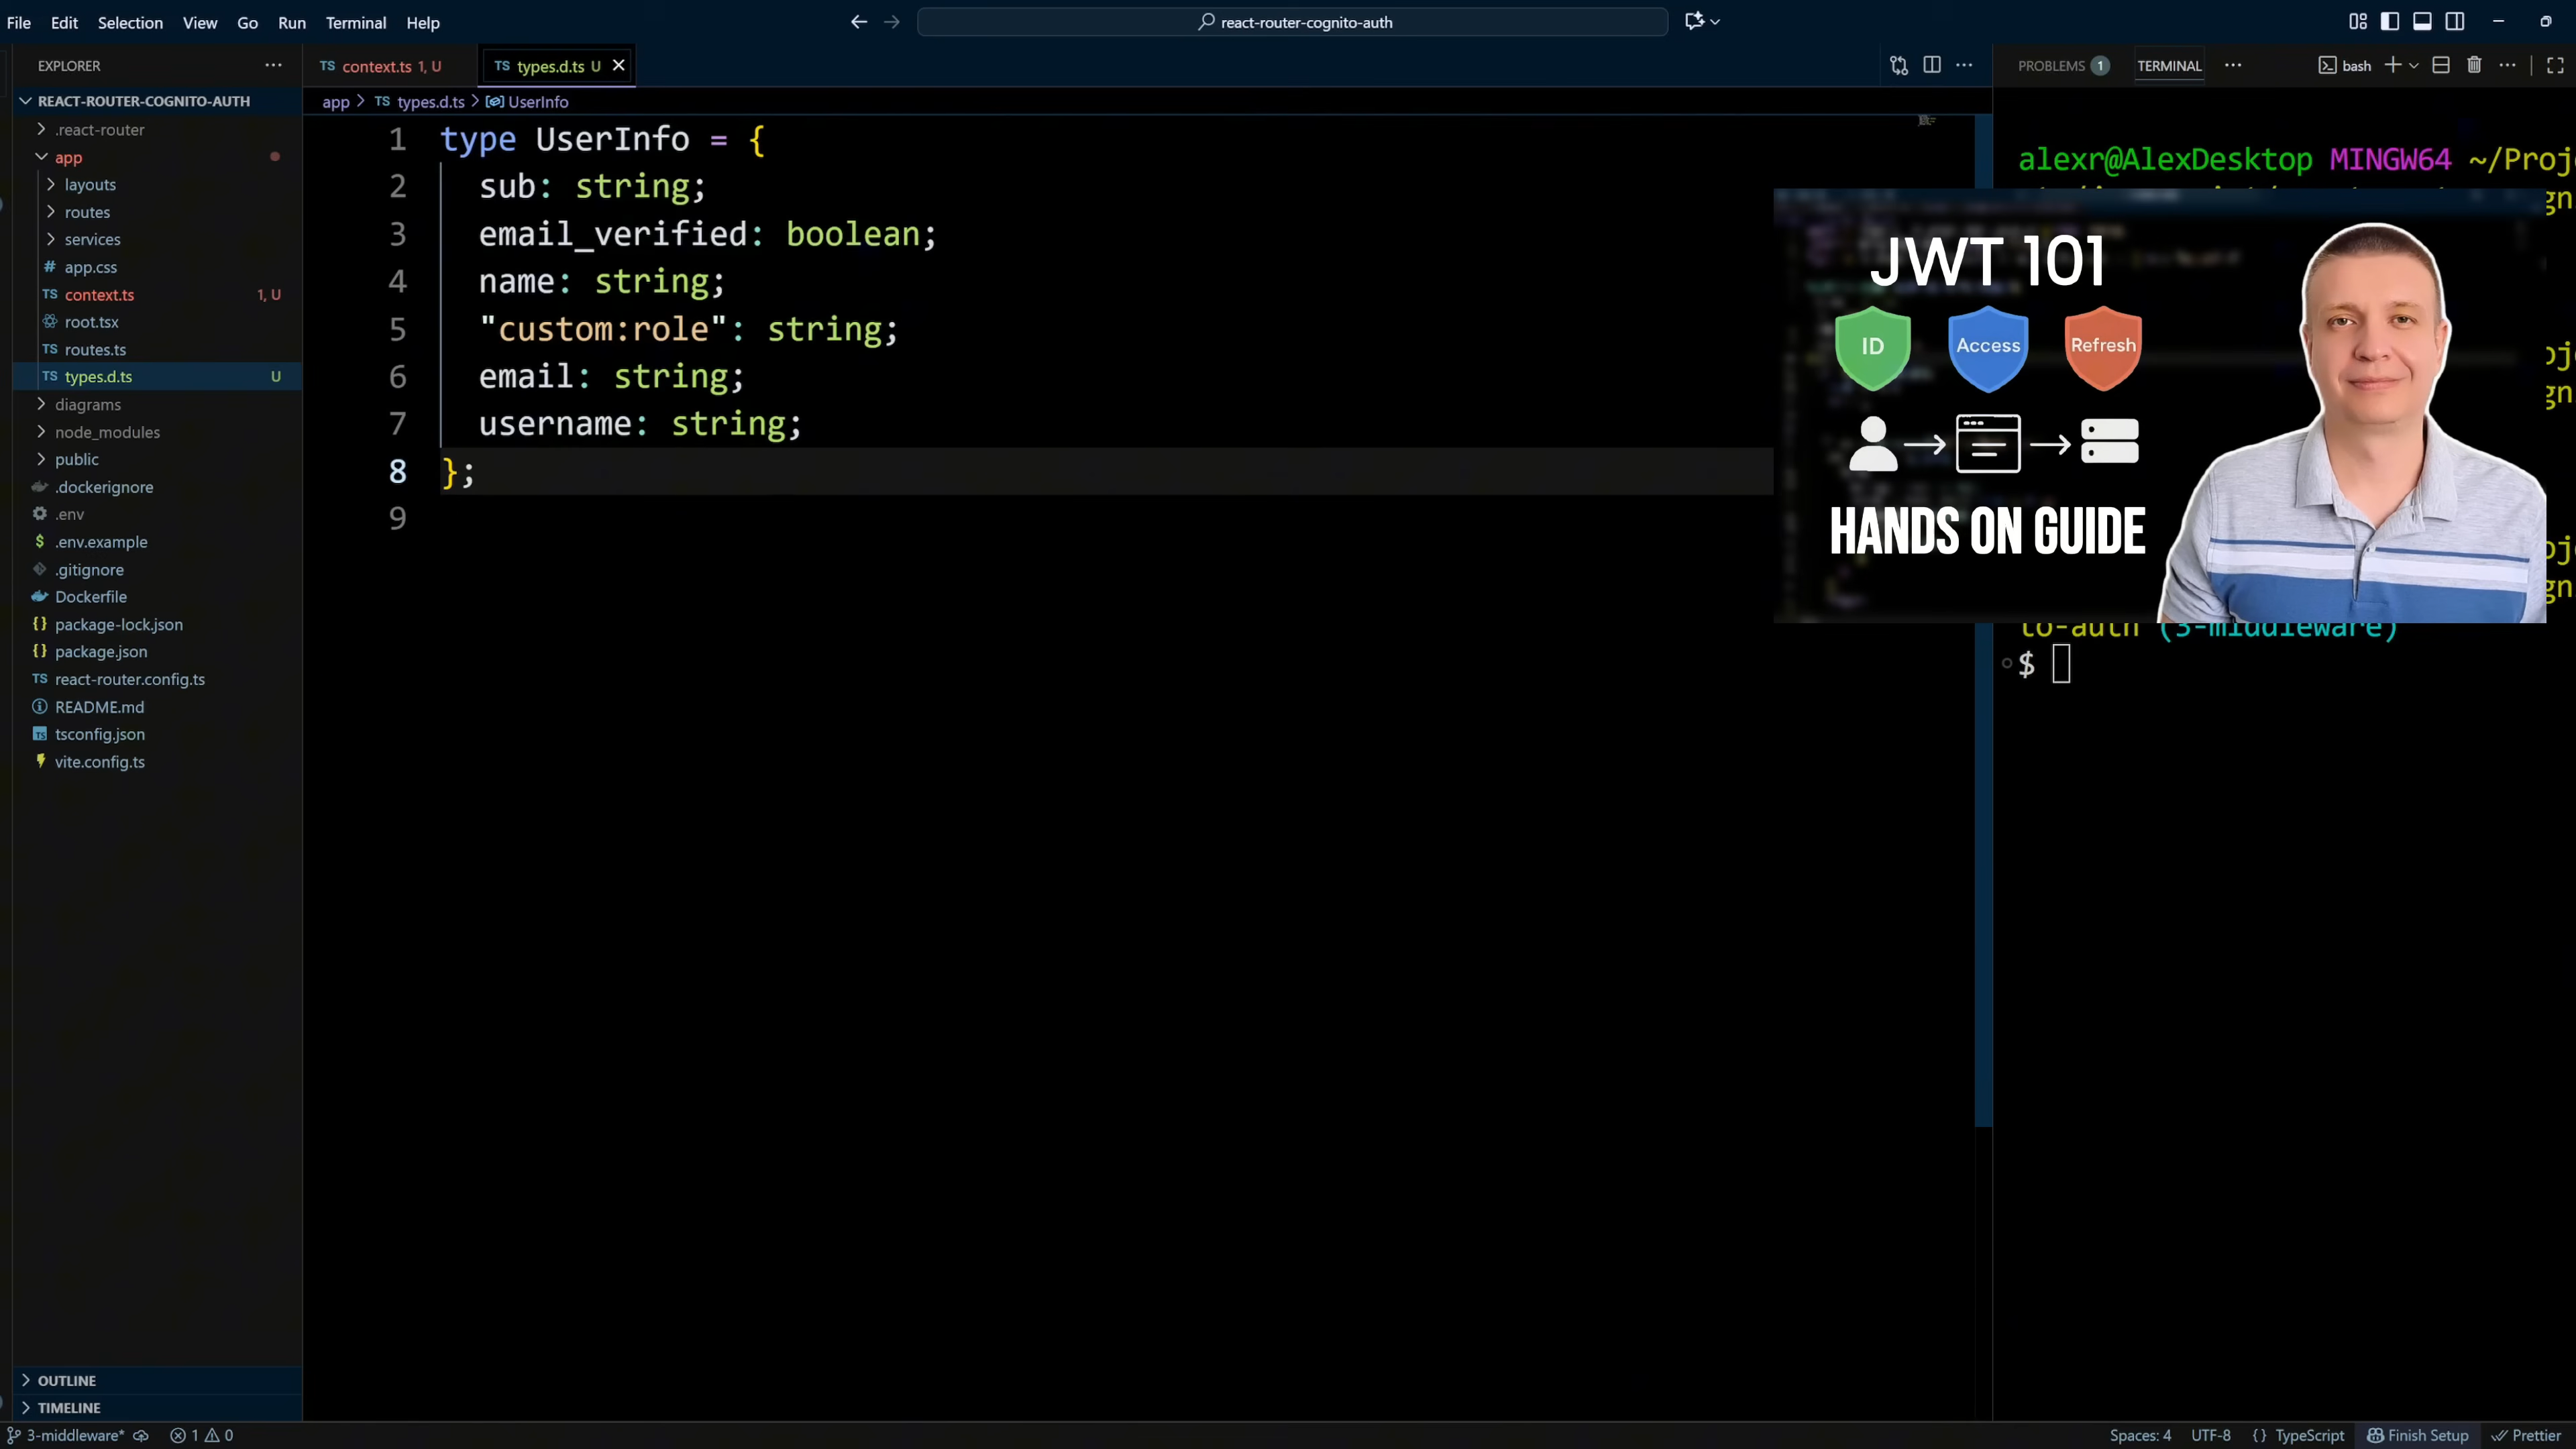 File Edit Selection View Go Run Terminal Help
react-router-cognito-auth
EXPLORER
REACT-ROUTER-COGNITO-AUTH
.react-router
app
layouts
routes
services
app.css
context.ts 1, U
root.tsx
routes.ts
types.d.ts U
diagrams
node_modules
public
.dockerignore
.env
.env.example
.gitignore
Dockerfile
package-lock.json
package.json
react-router.config.ts
README.md
tsconfig.json
vite.config.ts
OUTLINE
TIMELINE
context.ts 1, U
types.d.ts U
app > types.d.ts > UserInfo
1 type UserInfo = {
2 sub: string;
3 email_verified: boolean;
4 name: string;
5 "custom:role": string;
6 email: string;
7 username: string;
8 };
9
PROBLEMS 1 TERMINAL
bash
alexr@AlexDesktop MINGW64 ~/Proj
to-auth (3-middleware)
$
JWT 101
ID Access Refresh
HANDS ON GUIDE
3-middleware* 1 0
Spaces: 4 UTF-8 {} TypeScript Finish Setup Prettier